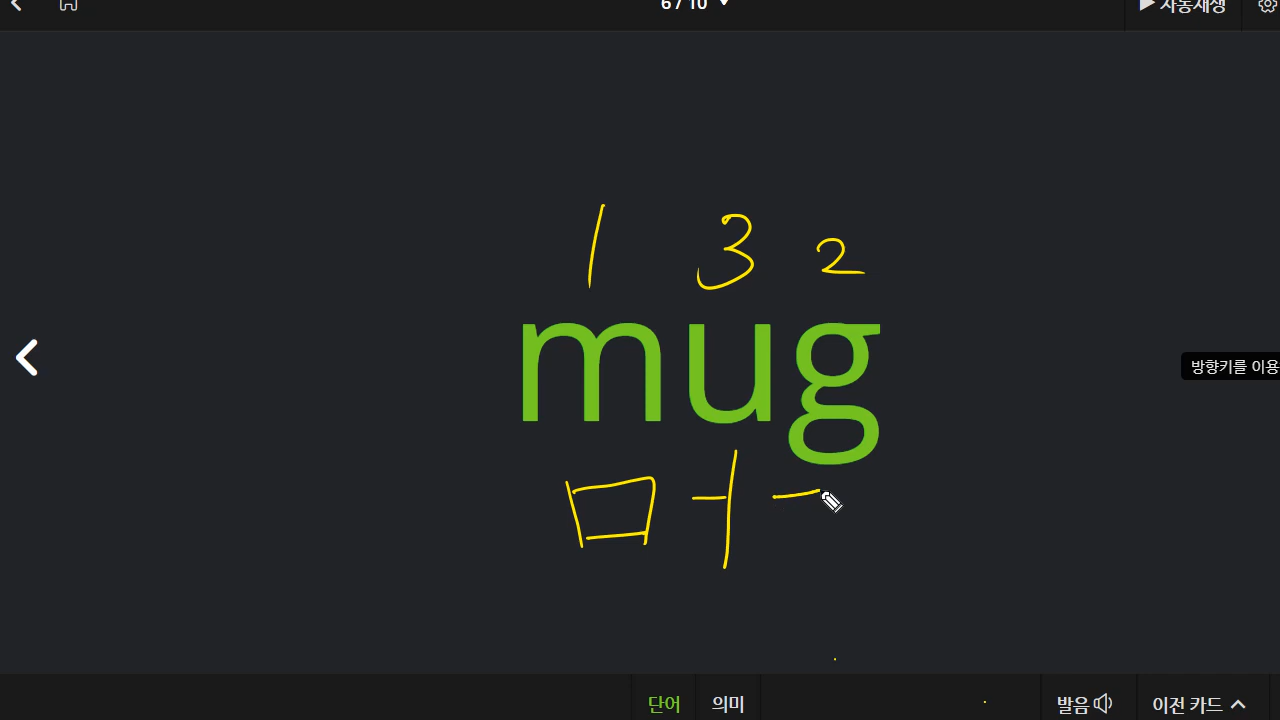 6 / 10 ▼
▶ 자동재생
1 3 2
mug
ㅁㅓ
방향키를 이용
단어 의미 발음 이전 카드